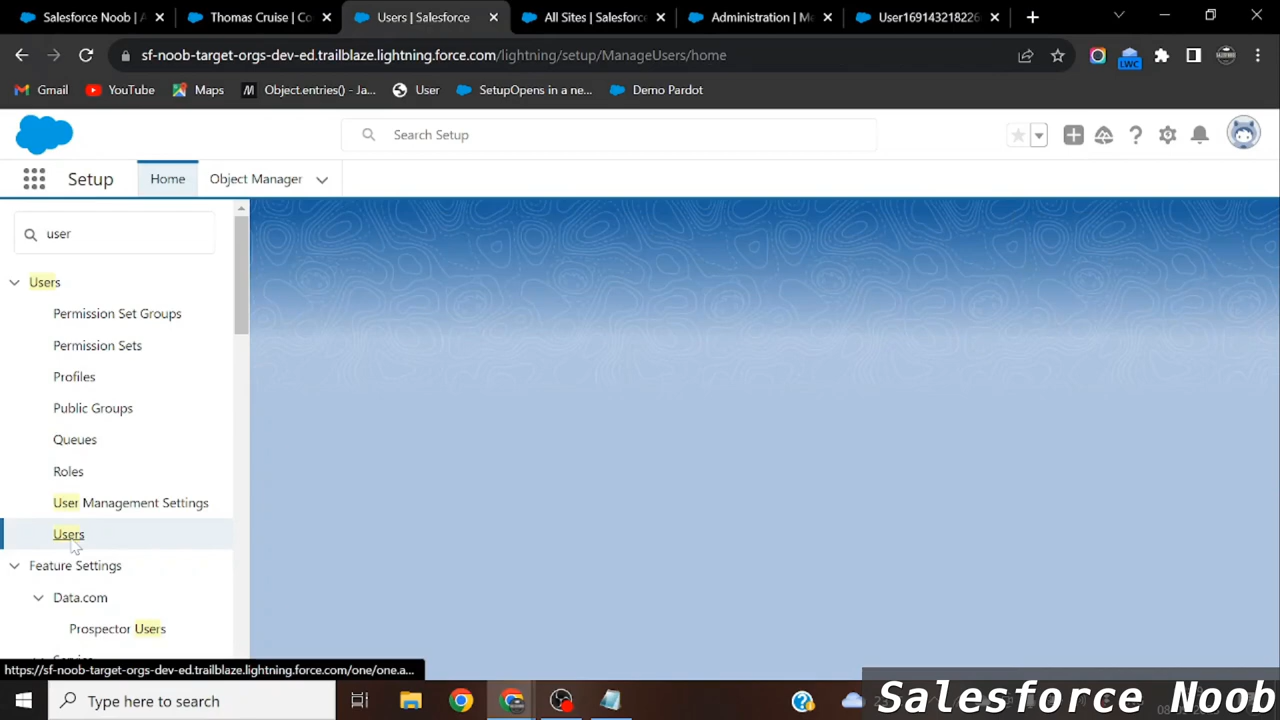 Salesforce Noob | A
Thomas Cruise | Co
Users | Salesforce
All Sites | Salesforce
Administration | Me
User169143218226
sf-noob-target-orgs-dev-ed.trailblaze.lightning.force.com/lightning/setup/ManageUsers/home
LWC
Gmail
YouTube
Maps
Object.entries() - Ja...
User
SetupOpens in a ne...
Demo Pardot
Search Setup
Setup
Home
Object Manager
user
Users
Permission Set Groups
Permission Sets
Profiles
Public Groups
Queues
Roles
User Management Settings
Users
Feature Settings
Data.com
Prospector Users
https://sf-noob-target-orgs-dev-ed.trailblaze.lightning.force.com/one/one.a...
Type here to search
Salesforce Noob